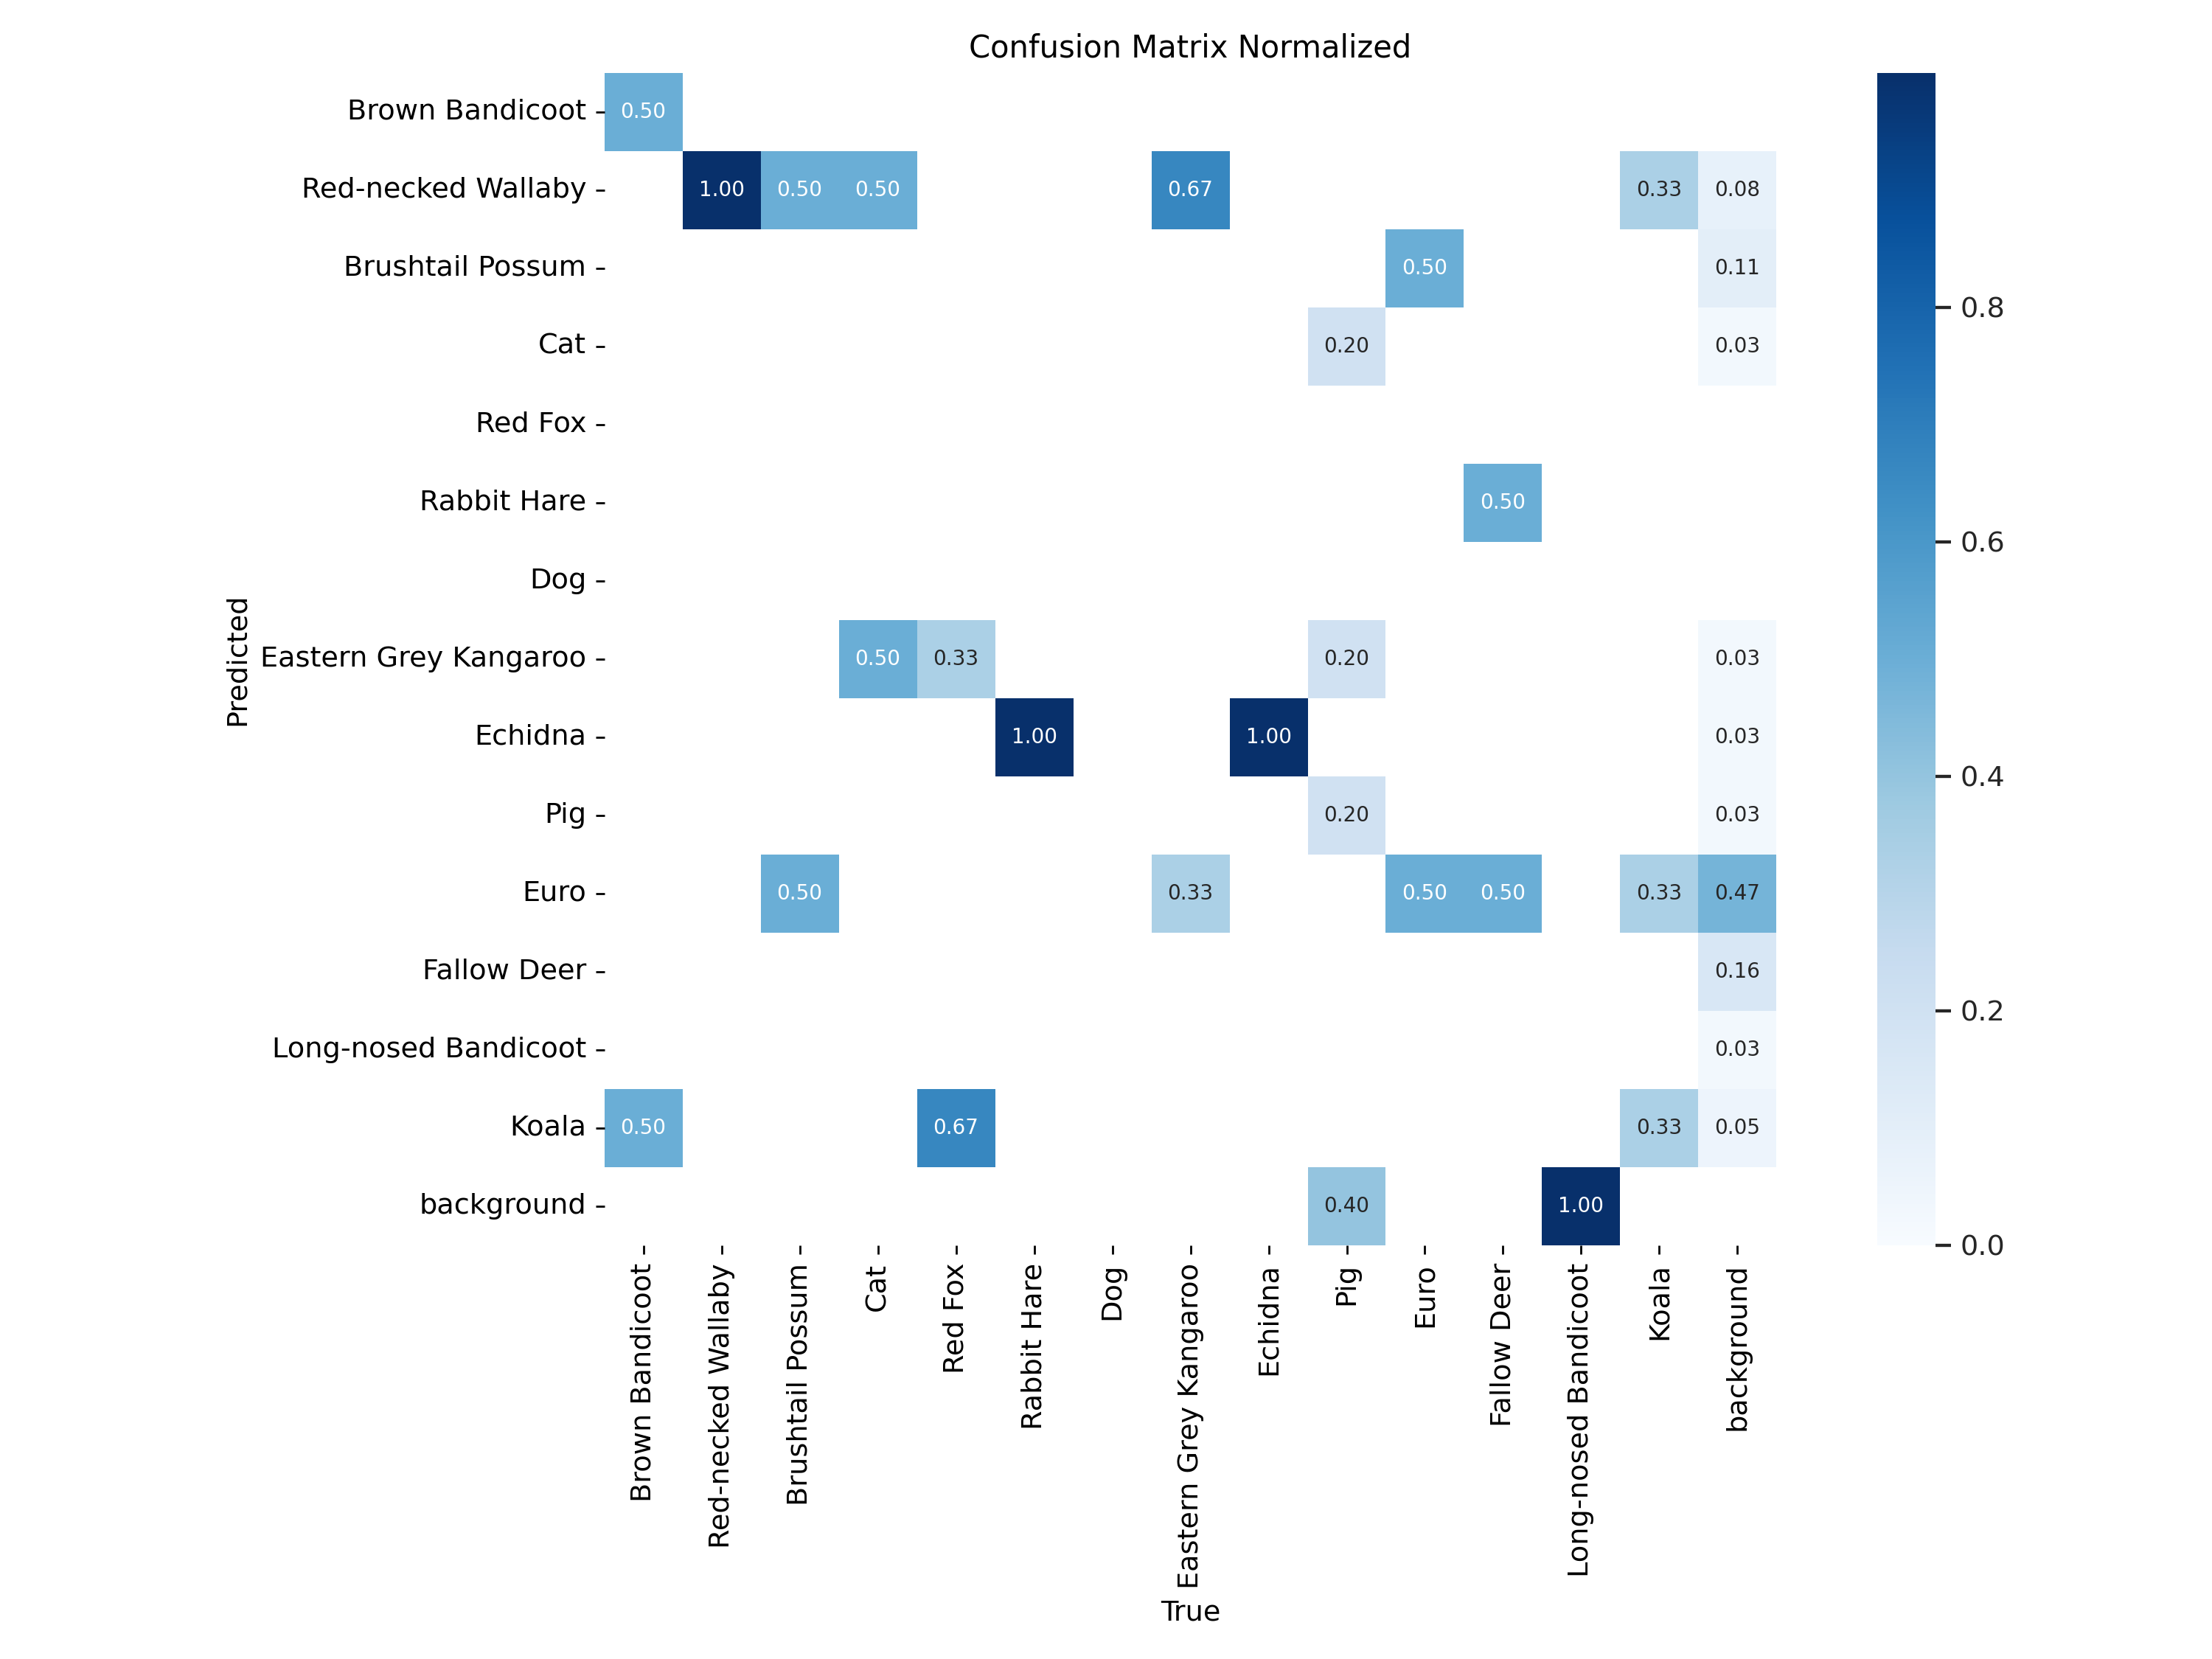 Confusion Matrix Normalized
Brown Bandicoot 0.50
Red-necked Wallaby 1.00 0.50 0.50 0.67 0.33 0.08
Brushtail Possum 0.50 0.11
Cat 0.20 0.03
Red Fox
Rabbit Hare 0.50
Dog
Eastern Grey Kangaroo 0.50 0.33 0.20 0.03
Echidna 1.00 1.00 0.03
Pig 0.20 0.03
Euro 0.50 0.33 0.50 0.50 0.33 0.47
Fallow Deer 0.16
Long-nosed Bandicoot 0.03
Koala 0.50 0.67 0.33 0.05
background 0.40 1.00
Predicted
Brown Bandicoot
Red-necked Wallaby
Brushtail Possum
Cat
Red Fox
Rabbit Hare
Dog
Eastern Grey Kangaroo
Echidna
Pig
Euro
Fallow Deer
Long-nosed Bandicoot
Koala
background
True
0.8
0.6
0.4
0.2
0.0